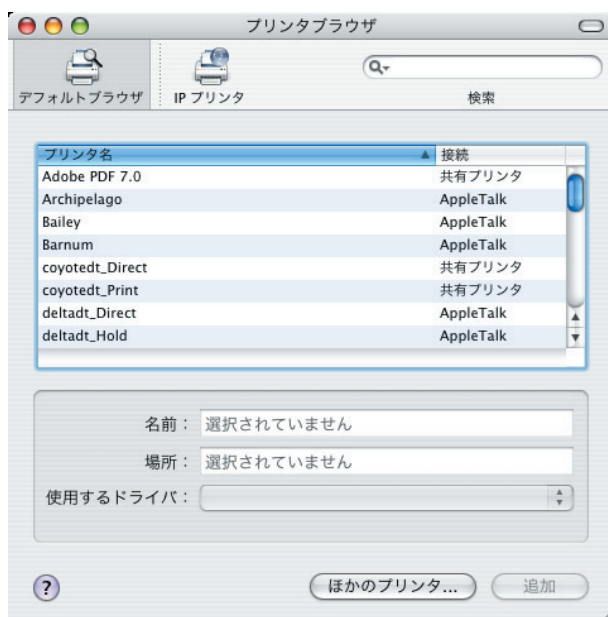 プリンタブラウザ
デフォルトブラウザ
IP プリンタ
検索
プリンタ名 接続
Adobe PDF 7.0 共有プリンタ
Archipelago AppleTalk
Bailey AppleTalk
Barnum AppleTalk
coyotedt_Direct 共有プリンタ
coyotedt_Print 共有プリンタ
deltadt_Direct AppleTalk
deltadt_Hold AppleTalk
名前： 選択されていません
場所： 選択されていません
使用するドライバ：
? ほかのプリンタ... 追加